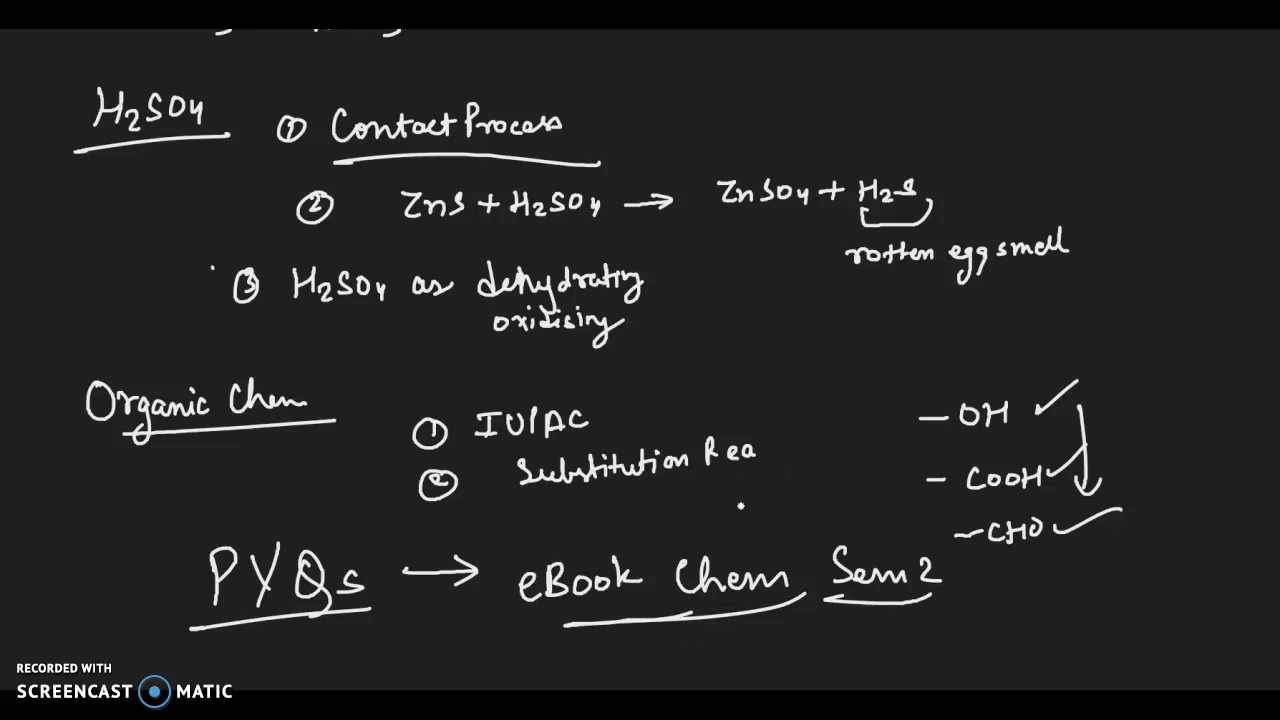 H2SO4 ① Contact Process
② ZnS + H2SO4 → ZnSO4 + H2S
rotten egg smell
③ H2SO4 as dehydrating
oxidising
Organic Chem
① IUPAC
② Substitution Rea
- OH ✓
- COOH ✓
- CHO ✓
PYQs → eBook Chem Sem 2
RECORDED WITH
SCREENCAST MATIC